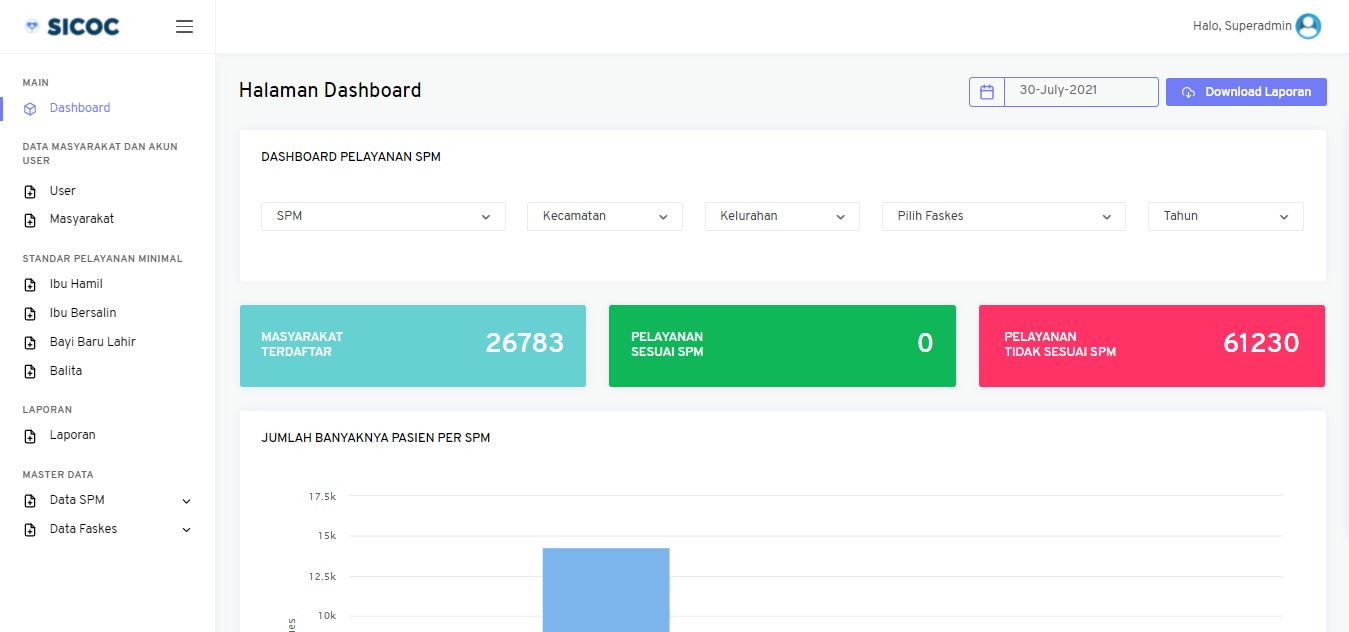 SICOC
Halo, Superadmin
MAIN
Dashboard
DATA MASYARAKAT DAN AKUN
USER
User
Masyarakat
STANDAR PELAYANAN MINIMAL
Ibu Hamil
Ibu Bersalin
Bayi Baru Lahir
Balita
LAPORAN
Laporan
MASTER DATA
Data SPM
Data Faskes
Halaman Dashboard
30-July-2021
Download Laporan
DASHBOARD PELAYANAN SPM
SPM
Kecamatan
Kelurahan
Pilih Faskes
Tahun
MASYARAKAT
TERDAFTAR
26783
PELAYANAN
SESUAI SPM
0
PELAYANAN
TIDAK SESUAI SPM
61230
JUMLAH BANYAKNYA PASIEN PER SPM
17.5k
15k
12.5k
10k